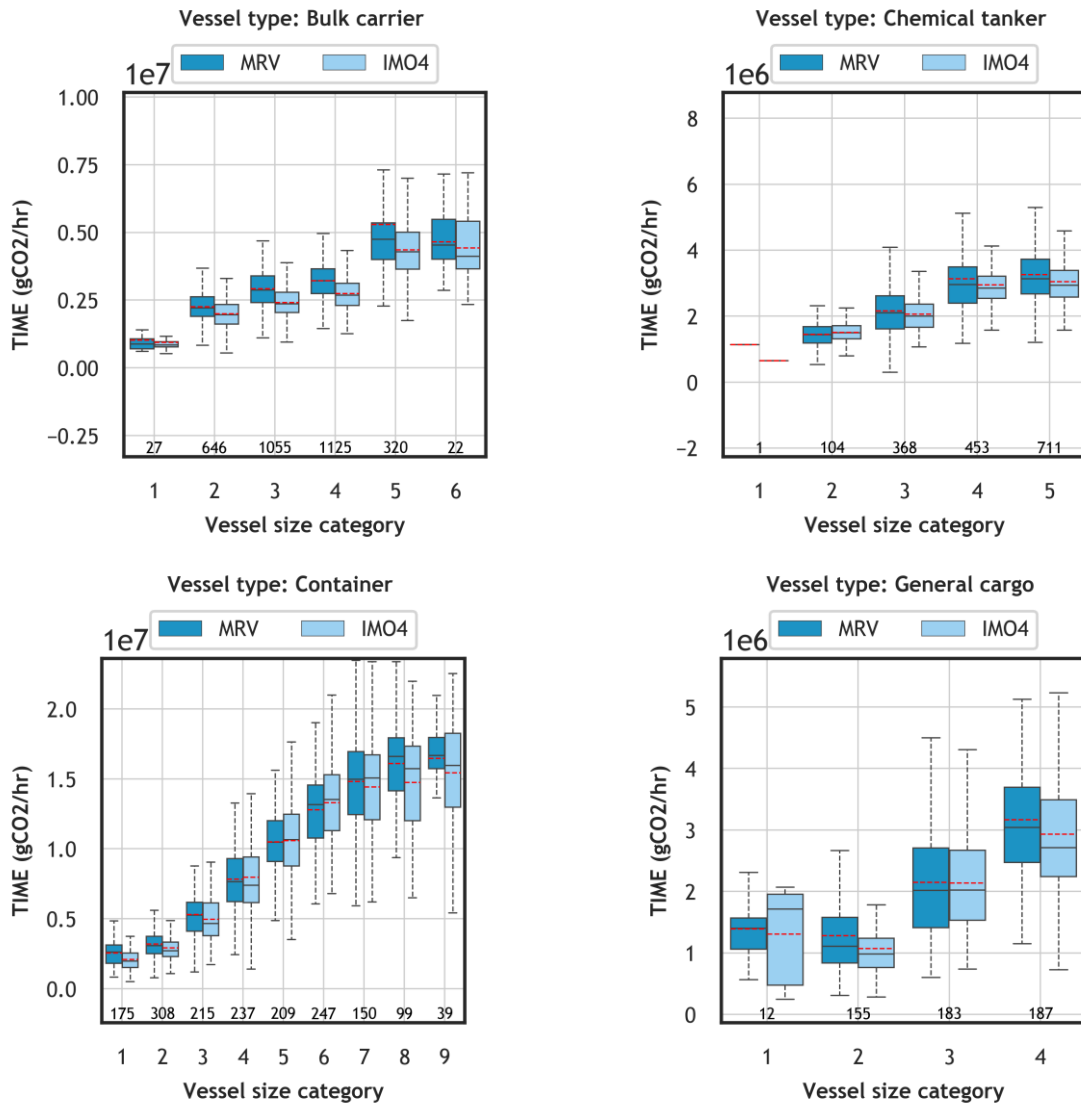 Vessel type: Bulk carrier
MRV IMO4
1e7
1.00
0.75
0.50
0.25
0.00
−0.25
TIME (gCO2/hr)
27 646 1055 1125 320 22
1 2 3 4 5 6
Vessel size category
Vessel type: Chemical tanker
MRV IMO4
1e6
8
6
4
2
0
−2
TIME (gCO2/hr)
1 104 368 453 711
1 2 3 4 5
Vessel size category
Vessel type: Container
MRV IMO4
1e7
2.0
1.5
1.0
0.5
0.0
TIME (gCO2/hr)
175 308 215 237 209 247 150 99 39
1 2 3 4 5 6 7 8 9
Vessel size category
Vessel type: General cargo
MRV IMO4
1e6
5
4
3
2
1
0
TIME (gCO2/hr)
12 155 183 187
1 2 3 4
Vessel size category